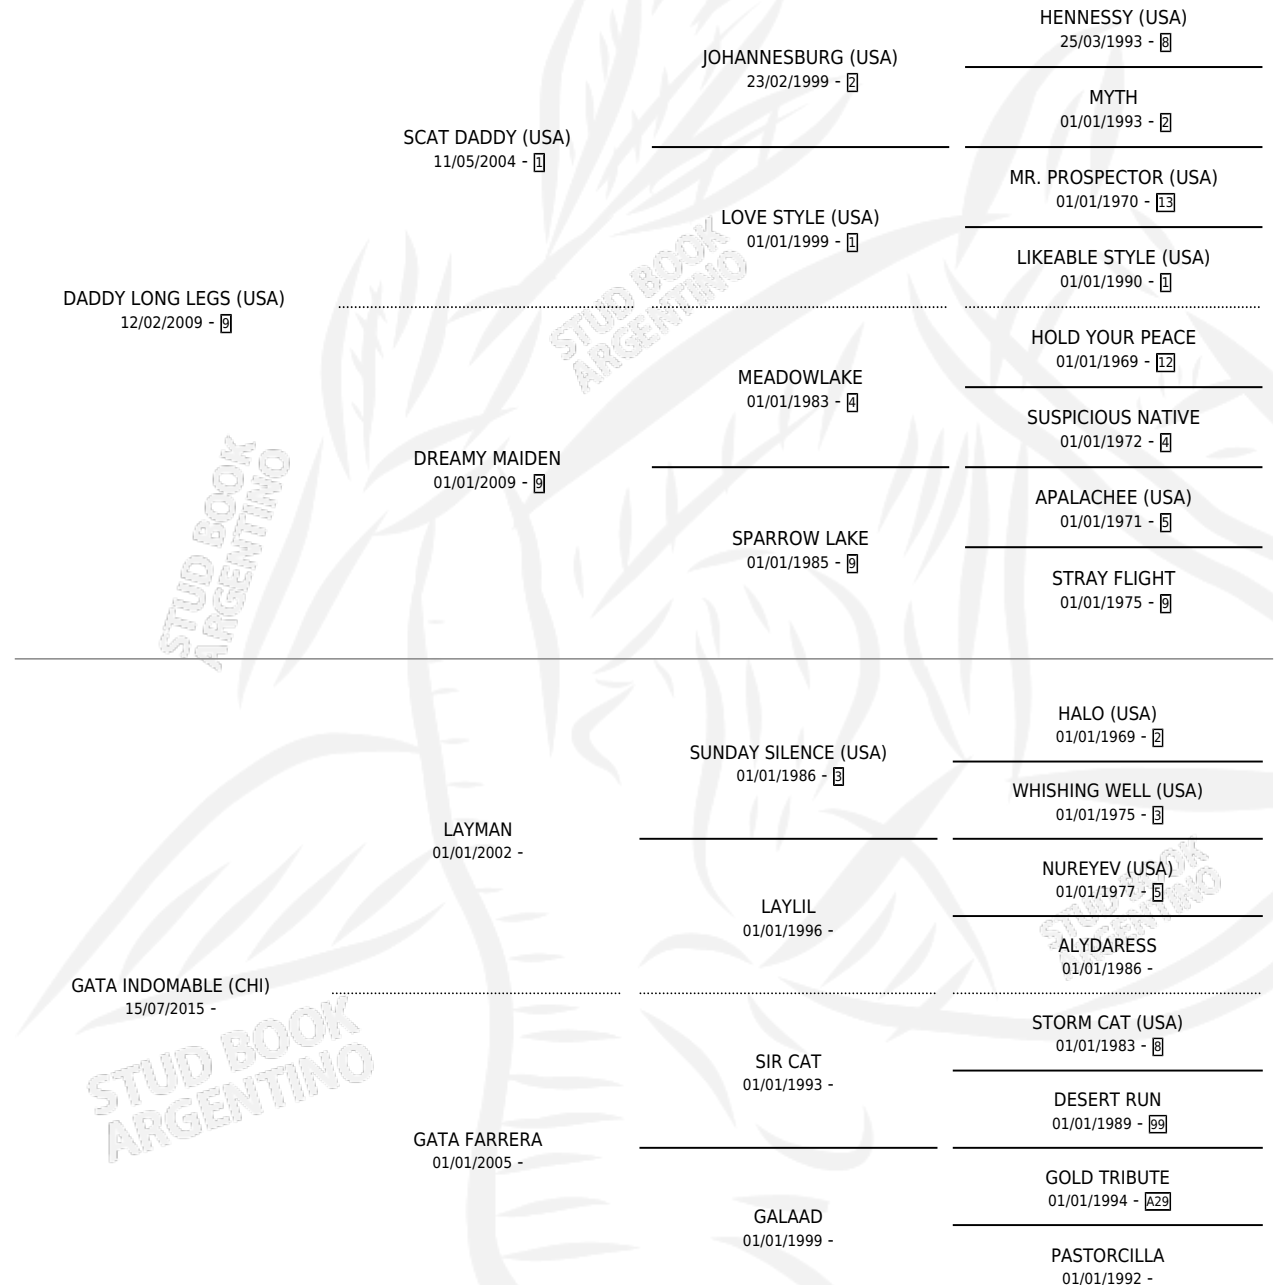 HENNESSY (USA)
25/03/1993 - 8
JOHANNESBURG (USA)
23/02/1999 - 2
MYTH
01/01/1993 - 2
SCAT DADDY (USA)
11/05/2004 - 1
MR. PROSPECTOR (USA)
01/01/1970 - 13
LOVE STYLE (USA)
01/01/1999 - 1
LIKEABLE STYLE (USA)
01/01/1990 - 1
DADDY LONG LEGS (USA)
12/02/2009 - 9
HOLD YOUR PEACE
01/01/1969 - 12
MEADOWLAKE
01/01/1983 - 4
SUSPICIOUS NATIVE
01/01/1972 - 4
DREAMY MAIDEN
01/01/2009 - 9
APALACHEE (USA)
01/01/1971 - 5
SPARROW LAKE
01/01/1985 - 9
STRAY FLIGHT
01/01/1975 - 9
HALO (USA)
01/01/1969 - 2
SUNDAY SILENCE (USA)
01/01/1986 - 3
WHISHING WELL (USA)
01/01/1975 - 3
LAYMAN
01/01/2002 -
NUREYEV (USA)
01/01/1977 - 5
LAYLIL
01/01/1996 -
ALYDARESS
01/01/1986 -
GATA INDOMABLE (CHI)
15/07/2015 -
STORM CAT (USA)
01/01/1983 - 8
SIR CAT
01/01/1993 -
DESERT RUN
01/01/1989 - 99
GATA FARRERA
01/01/2005 -
GOLD TRIBUTE
01/01/1994 - A29
GALAAD
01/01/1999 -
PASTORCILLA
01/01/1992 -
STUD BOOK
ARGENTINO
STUD BOOK
ARGENTINO
STUD BOOK
ARGENTINO
STUD BOOK
ARGENTINO